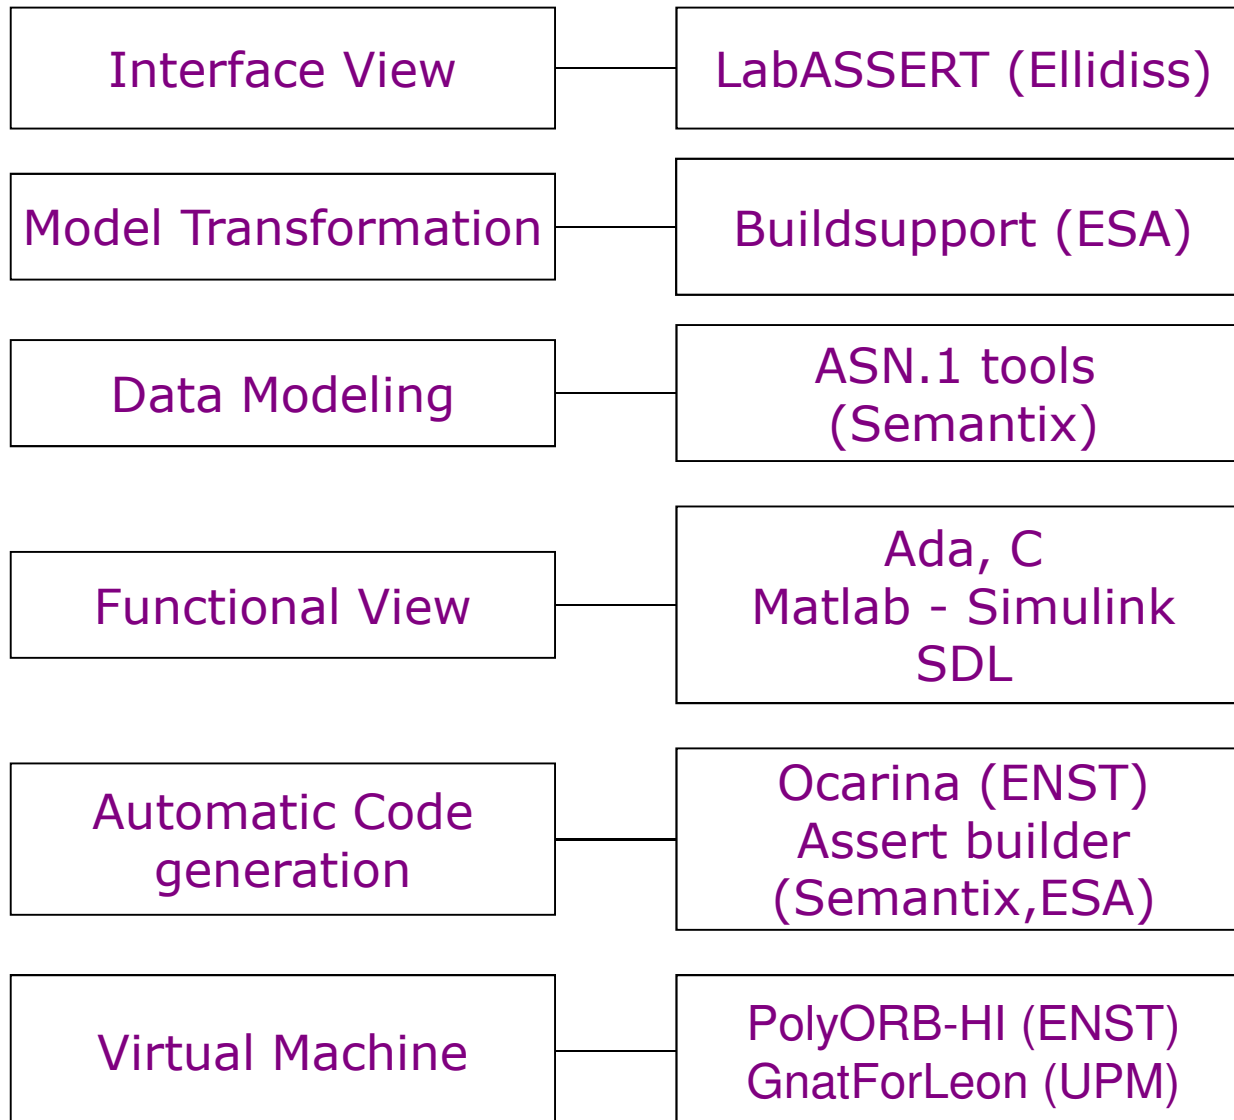 Interface View
LabASSERT (Ellidiss)
Model Transformation
Buildsupport (ESA)
Data Modeling
ASN.1 tools
(Semantix)
Functional View
Ada, C
Matlab - Simulink
SDL
Automatic Code
generation
Ocarina (ENST)
Assert builder
(Semantix,ESA)
Virtual Machine
PolyORB-HI (ENST)
GnatForLeon (UPM)